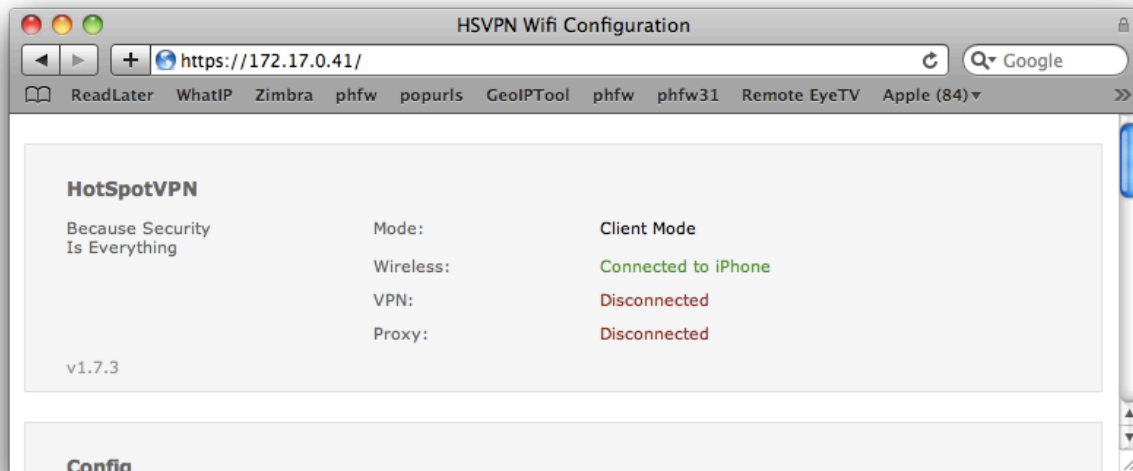 HSVPN Wifi Configuration
https://172.17.0.41/
Google
ReadLater WhatIP Zimbra phfw popurls GeoIPTool phfw phfw31 Remote EyeTV Apple (84)
HotSpotVPN
Because Security
Is Everything
Mode: Client Mode
Wireless: Connected to iPhone
VPN: Disconnected
Proxy: Disconnected
v1.7.3
Config